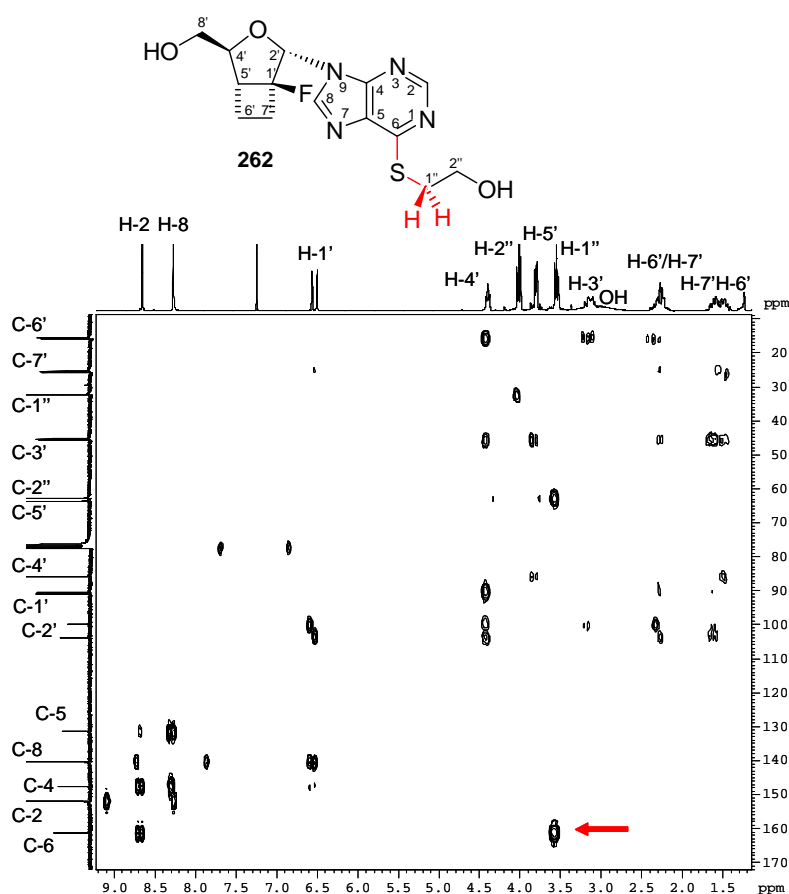 8'
HO
O
4'
2'
5'
1'
F
6'
7'
N
9
8
N
7
4
5
N
3
2
1
N
6
S
1''
2''
OH
H H
262
H-2 H-8
H-1'
H-4'
H-2''
H-5'
H-1''
H-3'
OH
H-6'/H-7'
H-7'H-6'
ppm
C-6'
C-7'
C-1''
C-3'
C-2''
C-5'
C-4'
C-1'
C-2'
C-5
C-8
C-4
C-2
C-6
20
30
40
50
60
70
80
90
100
110
120
130
140
150
160
170
9.0 8.5 8.0 7.5 7.0 6.5 6.0 5.5 5.0 4.5 4.0 3.5 3.0 2.5 2.0 1.5 ppm